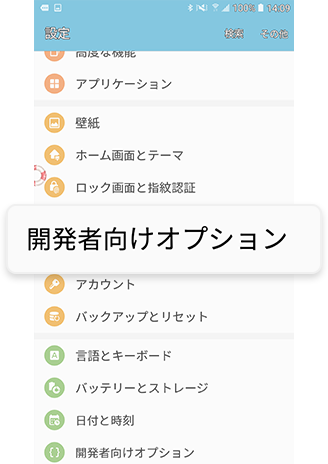 100% 14:09
設定 検索 その他
高度な機能
アプリケーション
壁紙
ホーム画面とテーマ
ロック画面と指紋認証
開発者向けオプション
アカウント
バックアップとリセット
言語とキーボード
A
バッテリーとストレージ
日付と時刻
開発者向けオプション